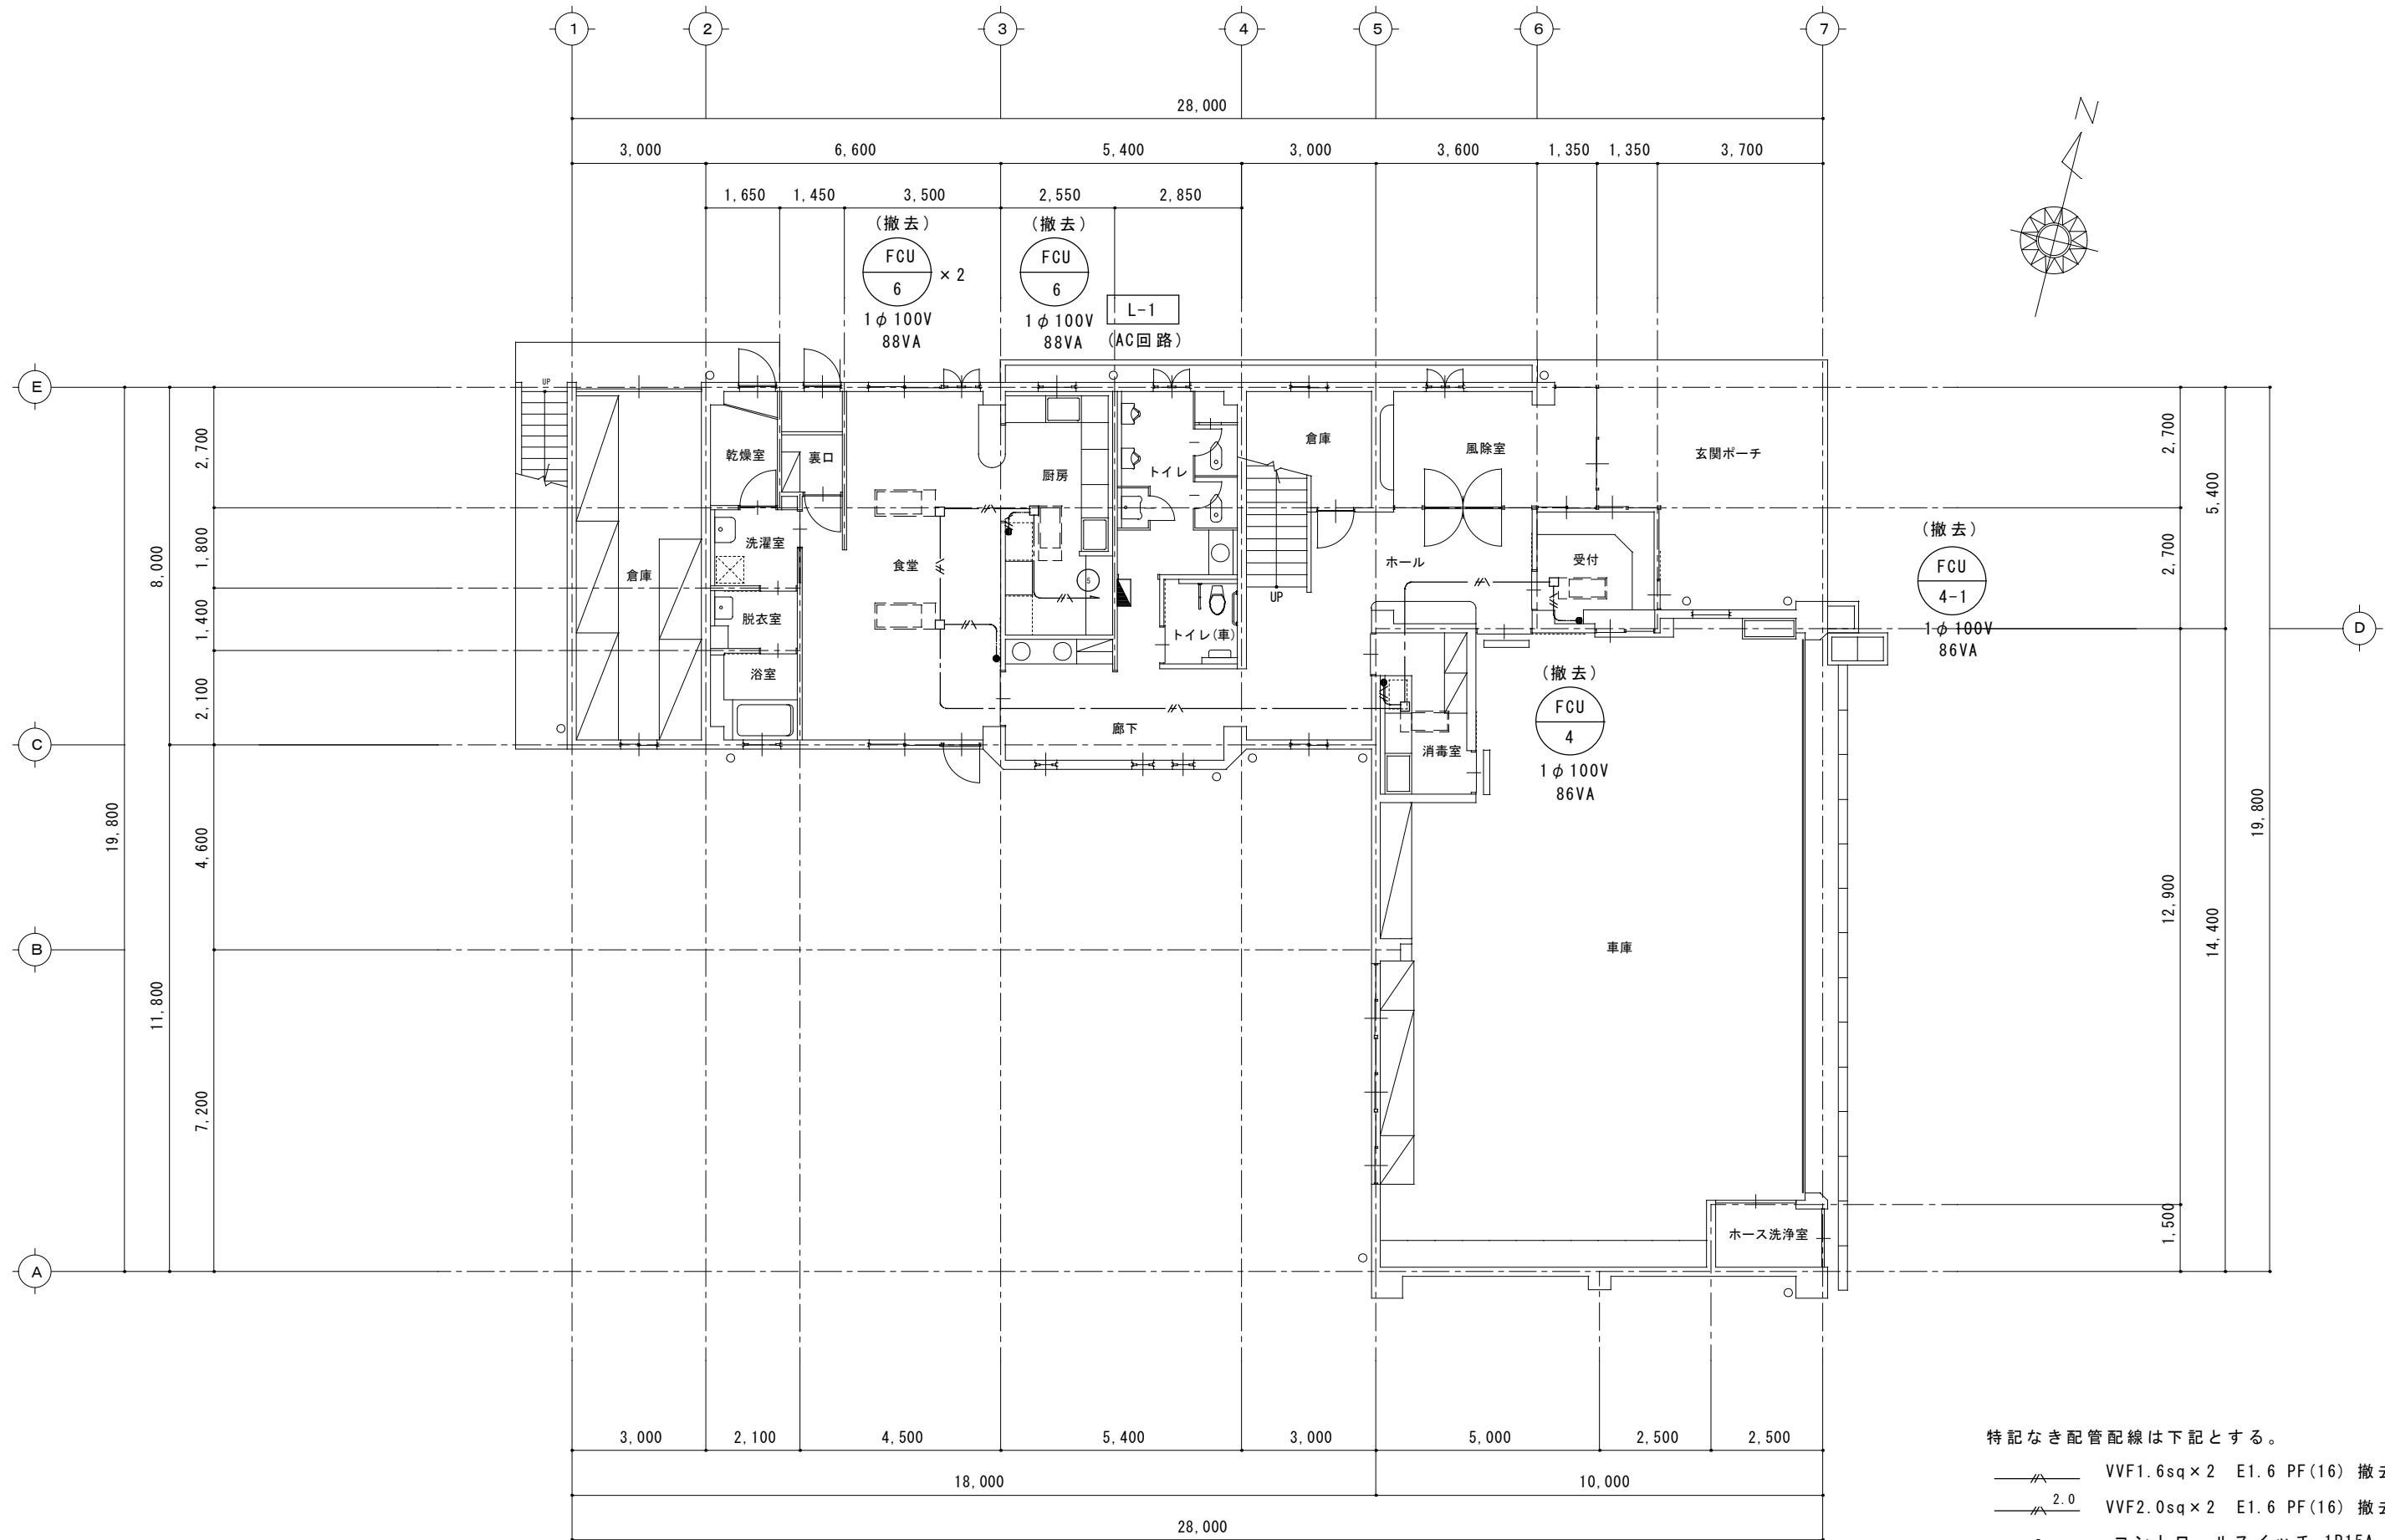 1 2 3 4 5 6 7
28,000
3,000 6,600 5,400 3,000 3,600 1,350 1,350 3,700
1,650 1,450 3,500 2,550 2,850
N
(撤去)
FCU
6
×2
1φ100V
88VA
(撤去)
FCU
6
1φ100V
88VA
L-1
(AC回路)
E
D
C
B
A
19,800
8,000
11,800
2,700
1,800
1,400
2,100
4,600
7,200
UP
倉庫
乾燥室
裏口
洗濯室
脱衣室
浴室
食堂
厨房
5
トイレ
トイレ(車)
廊下
倉庫
UP
風除室
ホール
玄関ポーチ
受付
消毒室
車庫
ホース洗浄室
(撤去)
FCU
4-1
1φ100V
86VA
(撤去)
FCU
4
1φ100V
86VA
2,700
2,700
5,400
12,900
14,400
1,500
19,800
3,000 2,100 4,500 5,400 3,000 5,000 2,500 2,500
18,000 10,000
28,000
特記なき配管配線は下記とする。
VVF1.6sq×2 E1.6 PF(16) 撤去
2.0 VVF2.0sq×2 E1.6 PF(16) 撤去